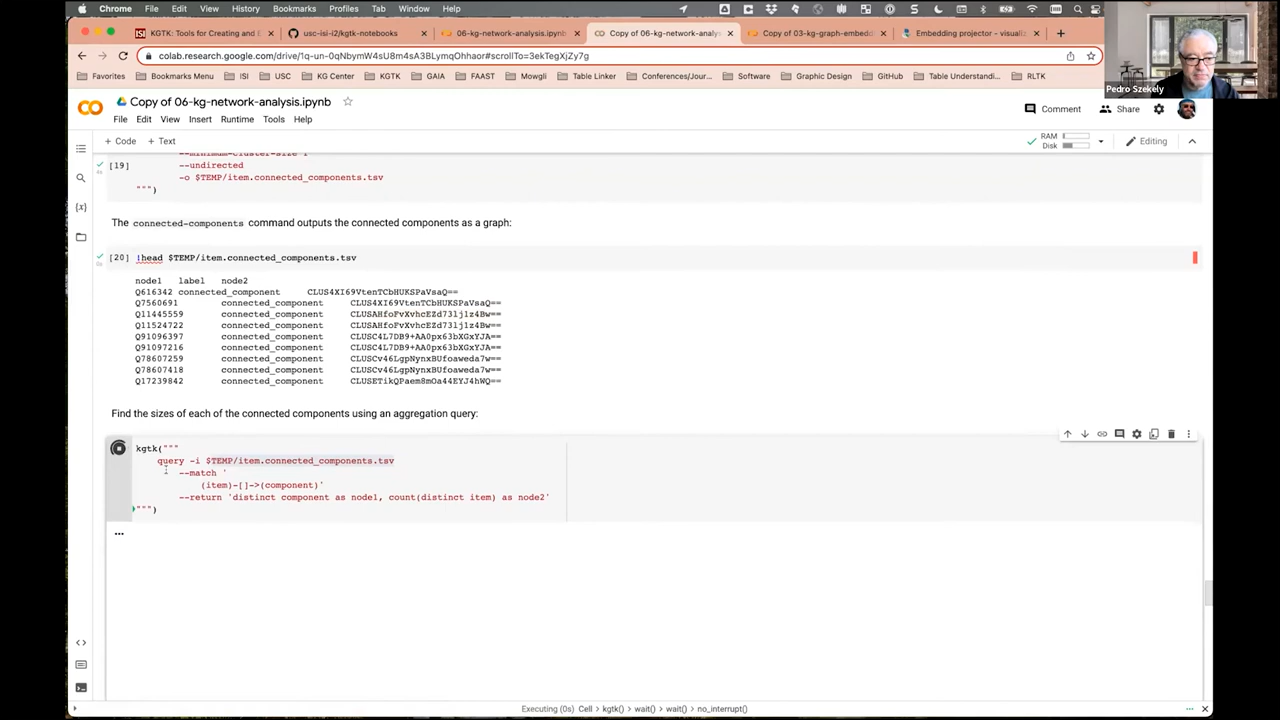 Chrome File Edit View History Bookmarks Profiles Tab Window Help
KGTK: Tools for Creating and E
usc-isi-i2/kgtk-notebooks
06-kg-network-analysis.ipynb
Copy of 06-kg-network-analys
Copy of 03-kg-graph-embedd
Embedding projector - visualiz
colab.research.google.com/drive/1q-un-0qNbymW4sU8m4sA3BLymqOhhaor#scrollTo=3ekTegXjZy7g
Favorites Bookmarks Menu ISI USC KG Center KGTK GAIA FAAST Mowgli Table Linker Conferences/Jour... Software Graphic Design GitHub Table Understandi... RLTK
Pedro Szekely
Copy of 06-kg-network-analysis.ipynb
Comment Share
File Edit View Insert Runtime Tools Help
+ Code + Text
RAM
Disk
Editing
--minimum-cluster-size 1
[19] --undirected
-o $TEMP/item.connected_components.tsv
""")
The connected-components command outputs the connected components as a graph:
[20] !head $TEMP/item.connected_components.tsv
node1 label node2
Q616342 connected_component CLUS4XI69VtenTCbHUKSPaVsaQ==
Q7560691 connected_component CLUS4XI69VtenTCbHUKSPaVsaQ==
Q11445559 connected_component CLUSAHfoFvXvhcEZd73lj1z4Bw==
Q11524722 connected_component CLUSAHfoFvXvhcEZd73lj1z4Bw==
Q91096397 connected_component CLUSC4L7DB9+AA0px63bXGxYJA==
Q91097216 connected_component CLUSC4L7DB9+AA0px63bXGxYJA==
Q78607259 connected_component CLUSCv46LgpNynxBUfoaweda7w==
Q78607418 connected_component CLUSCv46LgpNynxBUfoaweda7w==
Q17239842 connected_component CLUSETikQPaem8mOa44EYJ4hWQ==
Find the sizes of each of the connected components using an aggregation query:
kgtk("""
query -i $TEMP/item.connected_components.tsv
--match '
(item)-[]->(component)'
--return 'distinct component as node1, count(distinct item) as node2'
""")
...
Executing (0s) Cell > kgtk() > wait() > wait() > no_interrupt()